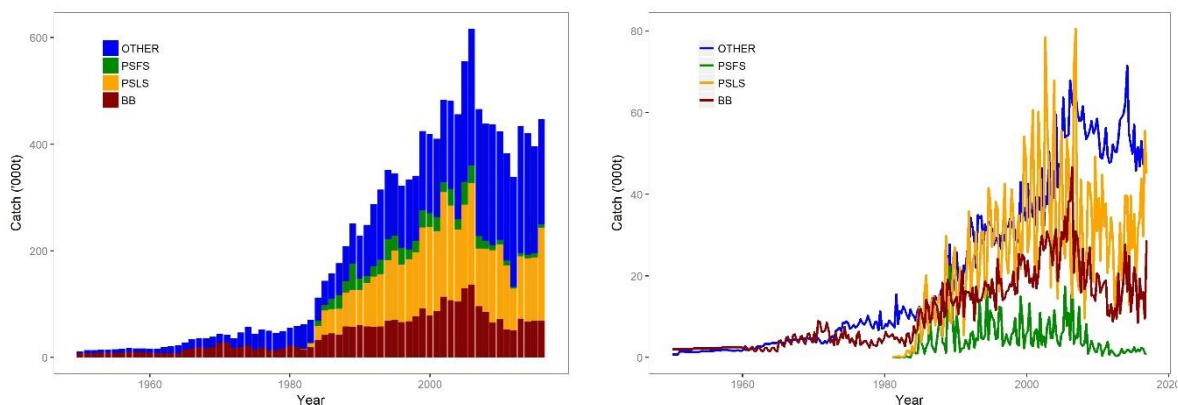 600
400
200
0
Catch ('000t)
OTHER
PSFS
PSLS
BB
1960
1980
2000
Year
80
60
40
20
0
Catch ('000t)
OTHER
PSFS
PSLS
BB
1960
1980
2000
2020
Year